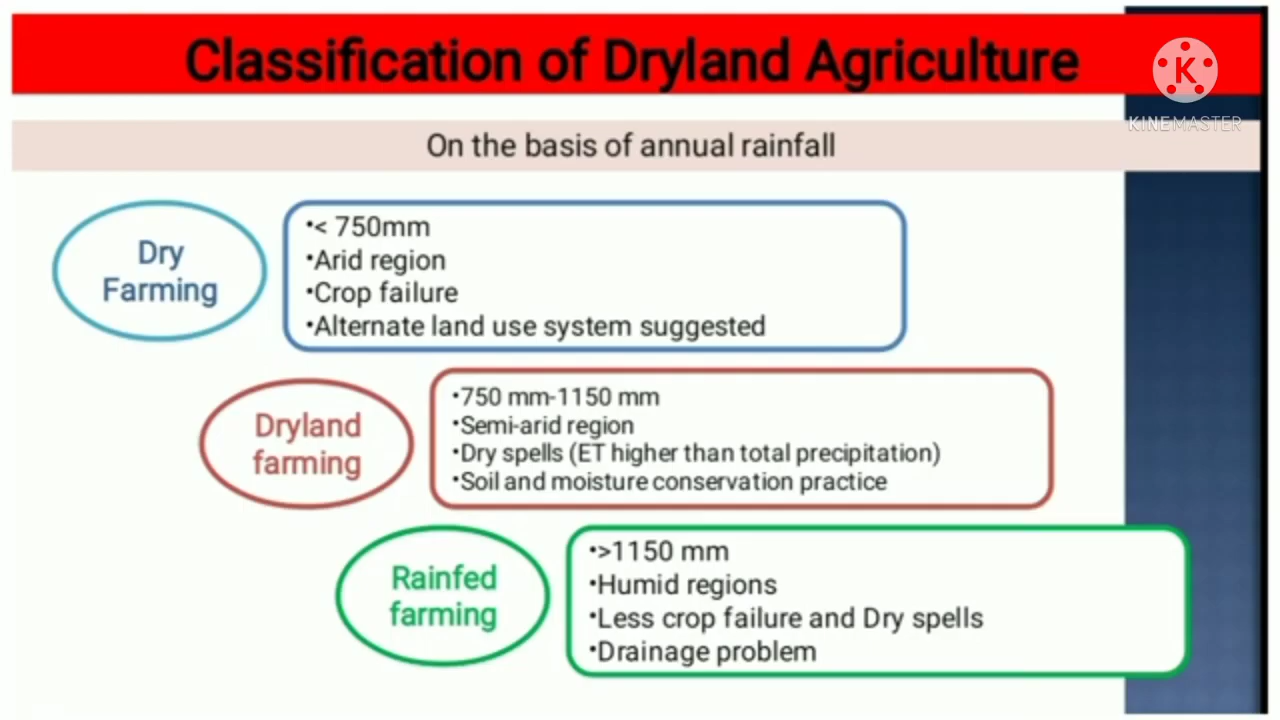 Classification of Dryland Agriculture
K
KINEMASTER
On the basis of annual rainfall
Dry
Farming
•< 750mm
•Arid region
•Crop failure
•Alternate land use system suggested
Dryland
farming
•750 mm-1150 mm
•Semi-arid region
•Dry spells (ET higher than total precipitation)
•Soil and moisture conservation practice
Rainfed
farming
•>1150 mm
•Humid regions
•Less crop failure and Dry spells
•Drainage problem